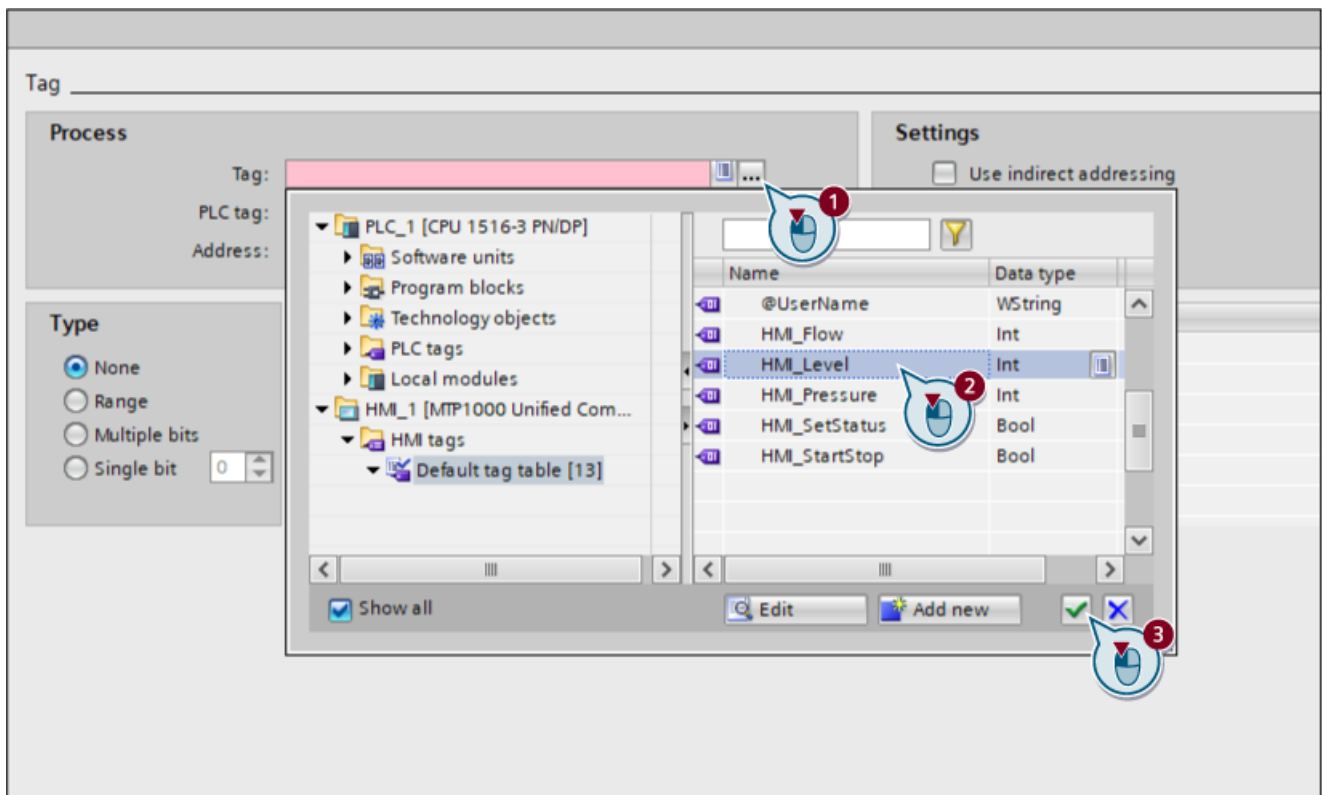 Tag
Process
Tag:
...
PLC tag:
Address:
Settings
Use indirect addressing
1
Type
None
Range
Multiple bits
Single bit
0
PLC_1 [CPU 1516-3 PN/DP]
Software units
Program blocks
Technology objects
PLC tags
Local modules
HMI_1 [MTP1000 Unified Com...
HMI tags
Default tag table [13]
Name Data type
@UserName WString
HMI_Flow Int
HMI_Level Int
2
HMI_Pressure Int
HMI_SetStatus Bool
HMI_StartStop Bool
Show all
Edit
Add new
3